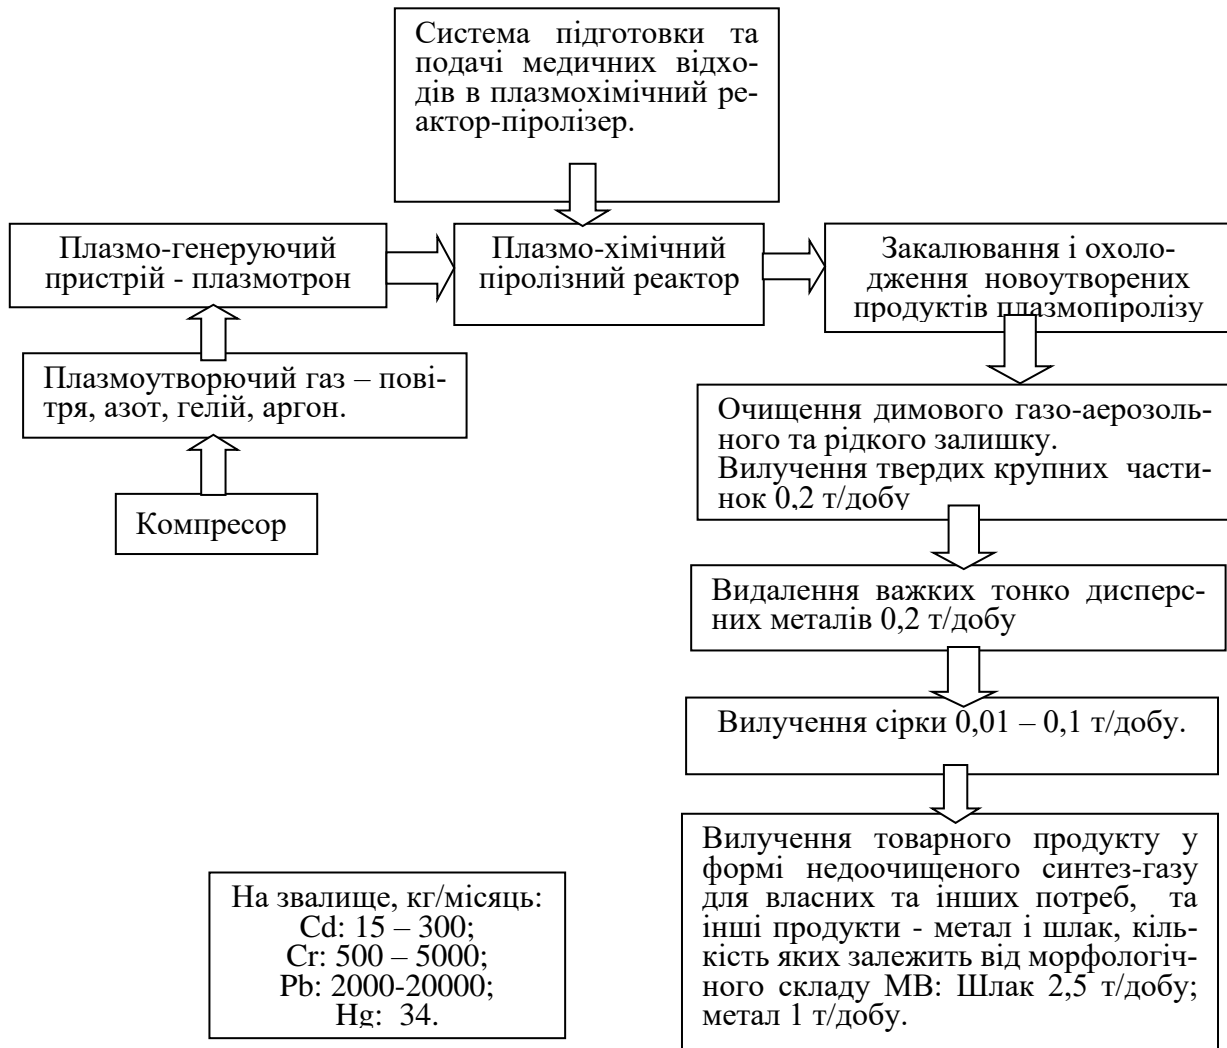 Система підготовки та
подачі медичних відхо-
дів в плазмохімічний ре-
актор-піролізер.
Плазмо-генеруючий
пристрій - плазмотрон
Плазмо-хімічний
піролізний реактор
Закалювання і охоло-
дження новоутворених
продуктів плазмопіролізу
Плазмоутворюючий газ – пові-
тря, азот, гелій, аргон.
Компресор
Очищення димового газо-аерозоль-
ного та рідкого залишку.
Вилучення твердих крупних части-
нок 0,2 т/добу
Видалення важких тонко дисперс-
них металів 0,2 т/добу
Вилучення сірки 0,01 – 0,1 т/добу.
Вилучення товарного продукту у
формі недоочищеного синтез-газу
для власних та інших потреб, та
інші продукти - метал і шлак, кіль-
кість яких залежить від морфологіч-
ного складу МВ: Шлак 2,5 т/добу;
метал 1 т/добу.
На звалище, кг/місяць:
Cd: 15 – 300;
Cr: 500 – 5000;
Pb: 2000-20000;
Hg: 34.